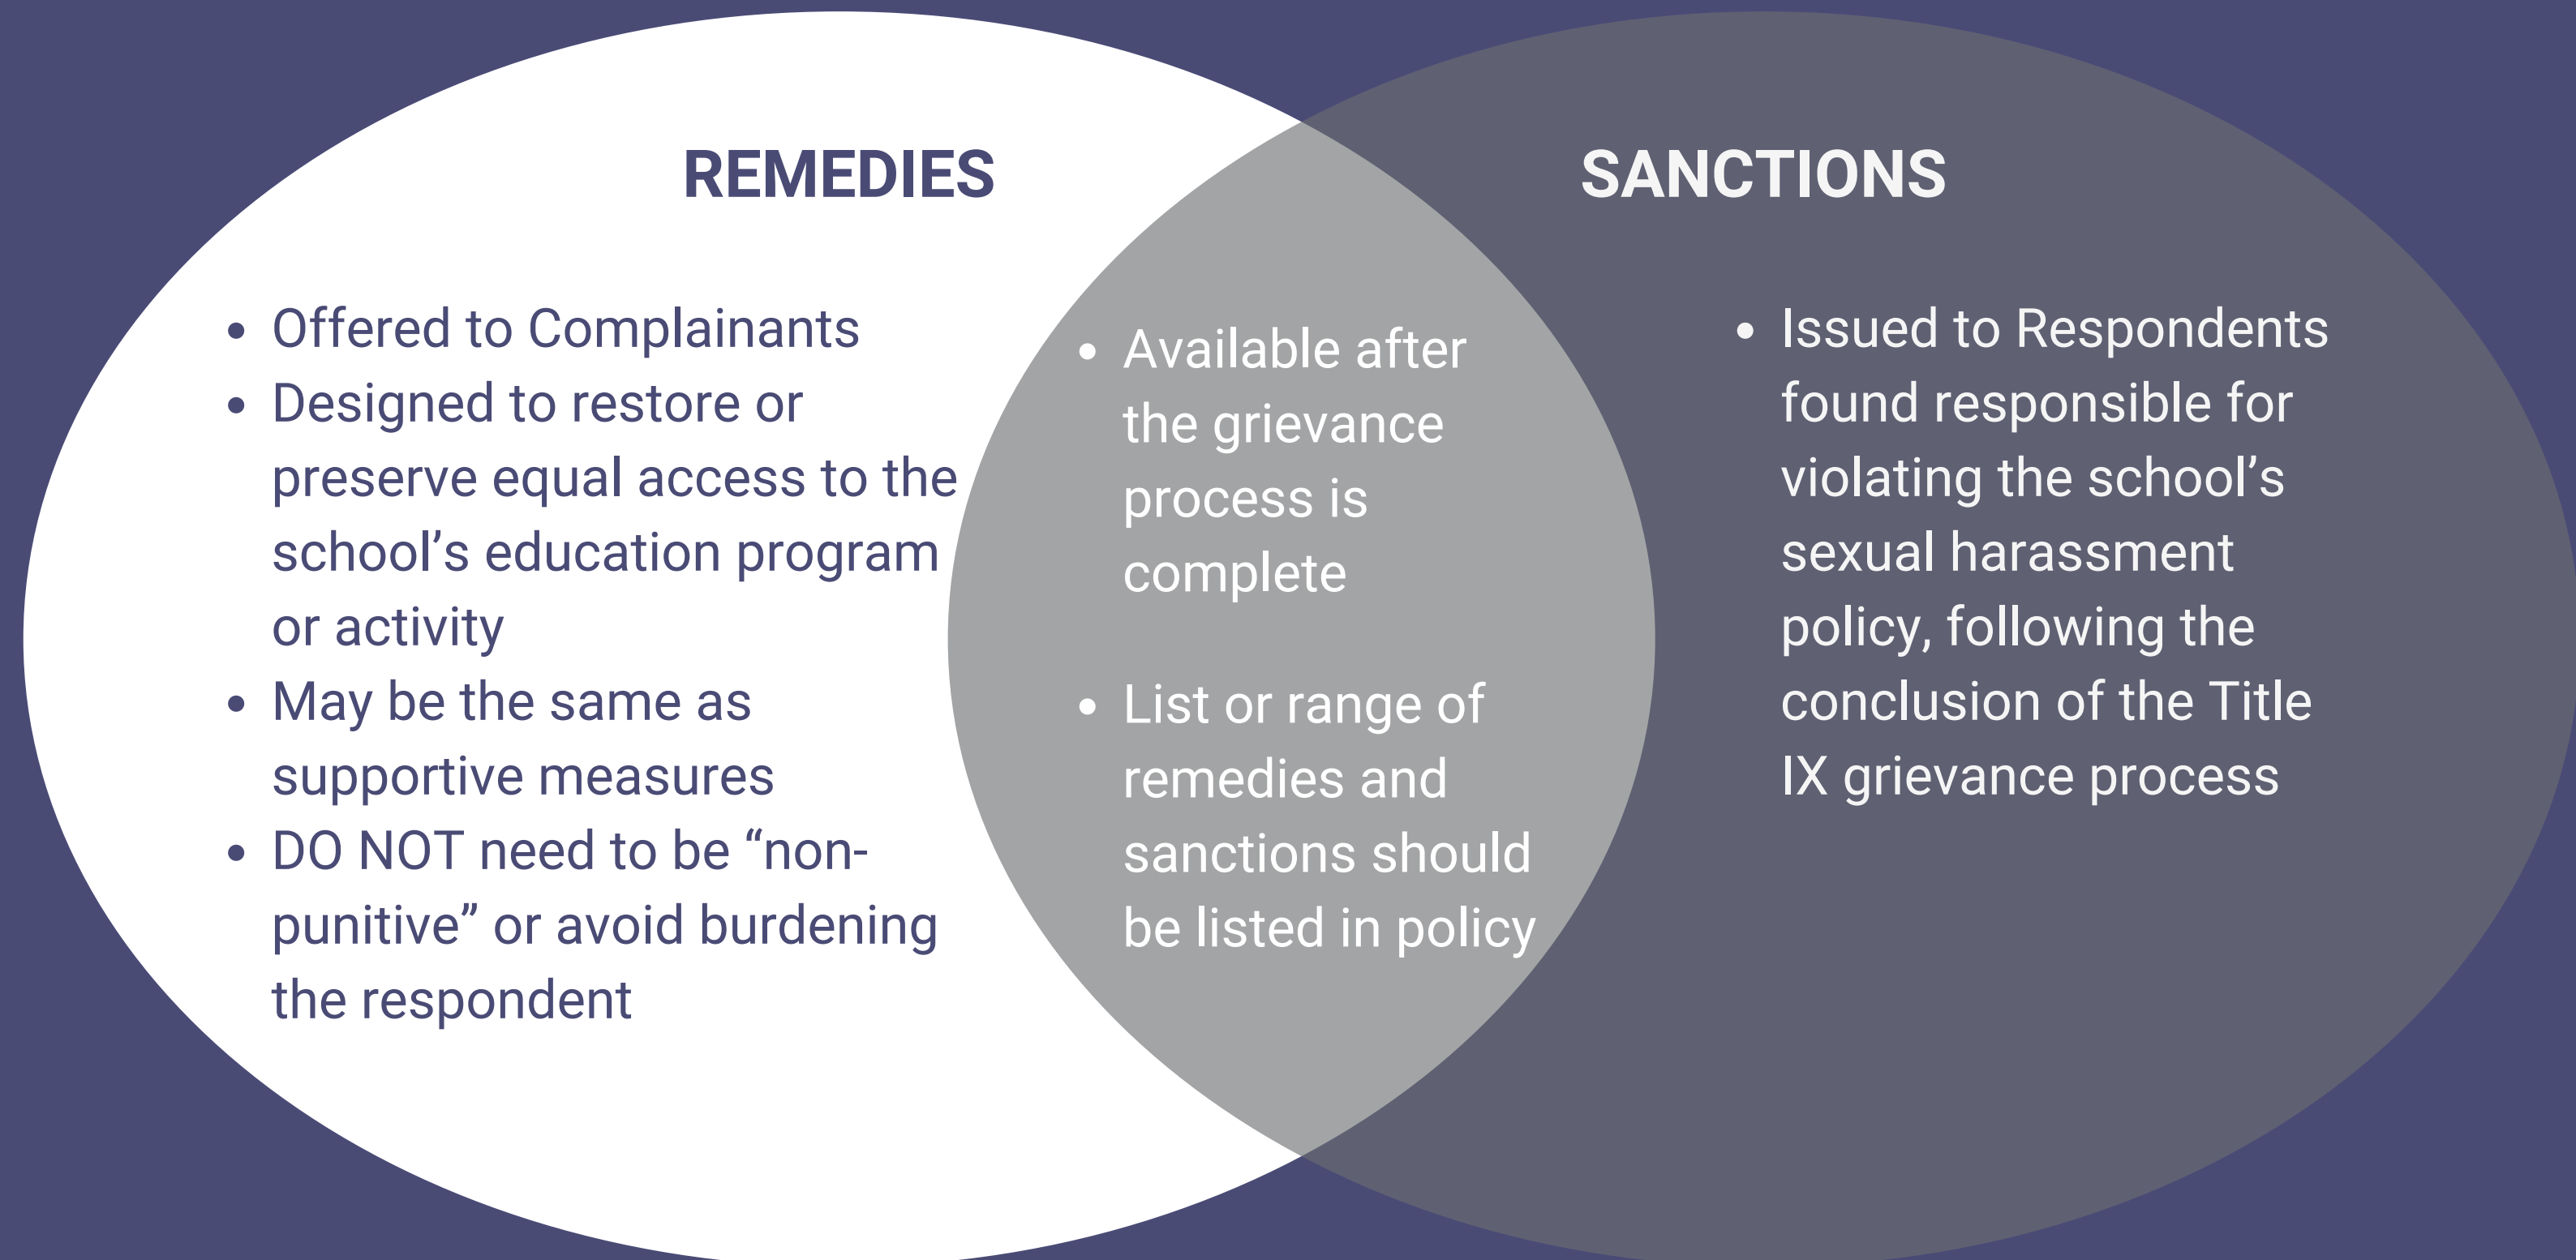 REMEDIES
• Offered to Complainants
• Designed to restore or
preserve equal access to the
school’s education program
or activity
• May be the same as
supportive measures
• DO NOT need to be “non-
punitive” or avoid burdening
the respondent
• Available after
the grievance
process is
complete
• List or range of
remedies and
sanctions should
be listed in policy
SANCTIONS
• Issued to Respondents
found responsible for
violating the school’s
sexual harassment
policy, following the
conclusion of the Title
IX grievance process